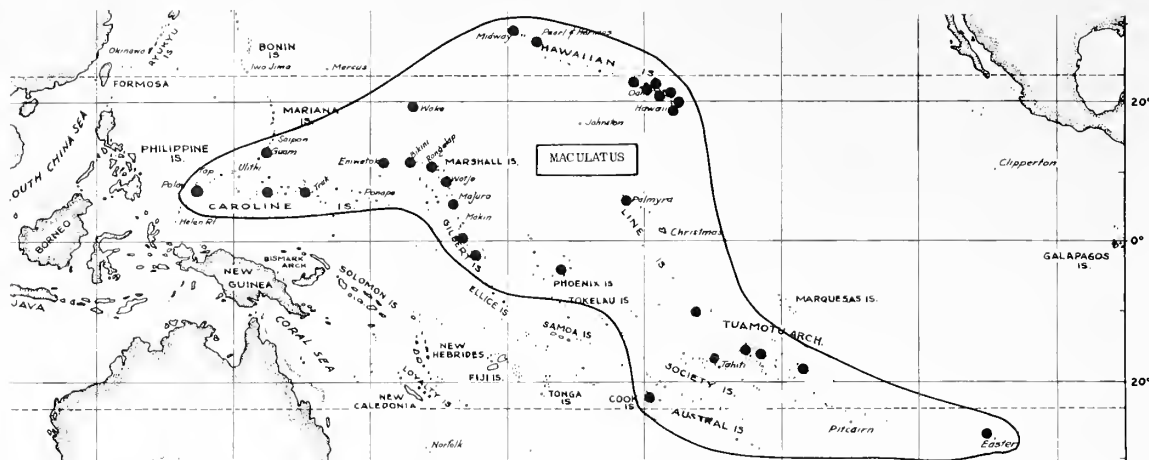 Okinawa
RYUKYU IS
BONIN IS
Iwo Jima
Marcus
FORMOSA
Midway
Pearl & Hermes
HAWAIIAN IS
Oahu
Hawaii
20°
MARIANA IS.
Wake
Johnston
SOUTH CHINA SEA
PHILIPPINE IS.
Saipan
Guam
Eniwetok
Bikini
Rongelap
MARSHALL IS.
MACULATUS
Clipperton
Yap
Ulithi
Wotje
Palau
Truk
Ponape
Majuro
Palmyra
CAROLINE IS.
Makin
LINE IS
Christmas
Helen Rf
BORNEO
GILBERT IS
0°
GALAPAGOS IS.
BISMARK ARCH
NEW GUINEA
SOLOMON IS
PHOENIX IS
JAVA
ELLICE IS
TOKELAU IS
MARQUESAS IS.
CORAL SEA
SAMOA IS
TUAMOTU ARCH.
NEW HEBRIDES
FIJI IS.
Tahiti
SOCIETY IS.
LOYALTY IS
NEW CALEDONIA
TONGA IS
COOK IS
20°
AUSTRAL IS
Pitcairn
Norfolk
Easter